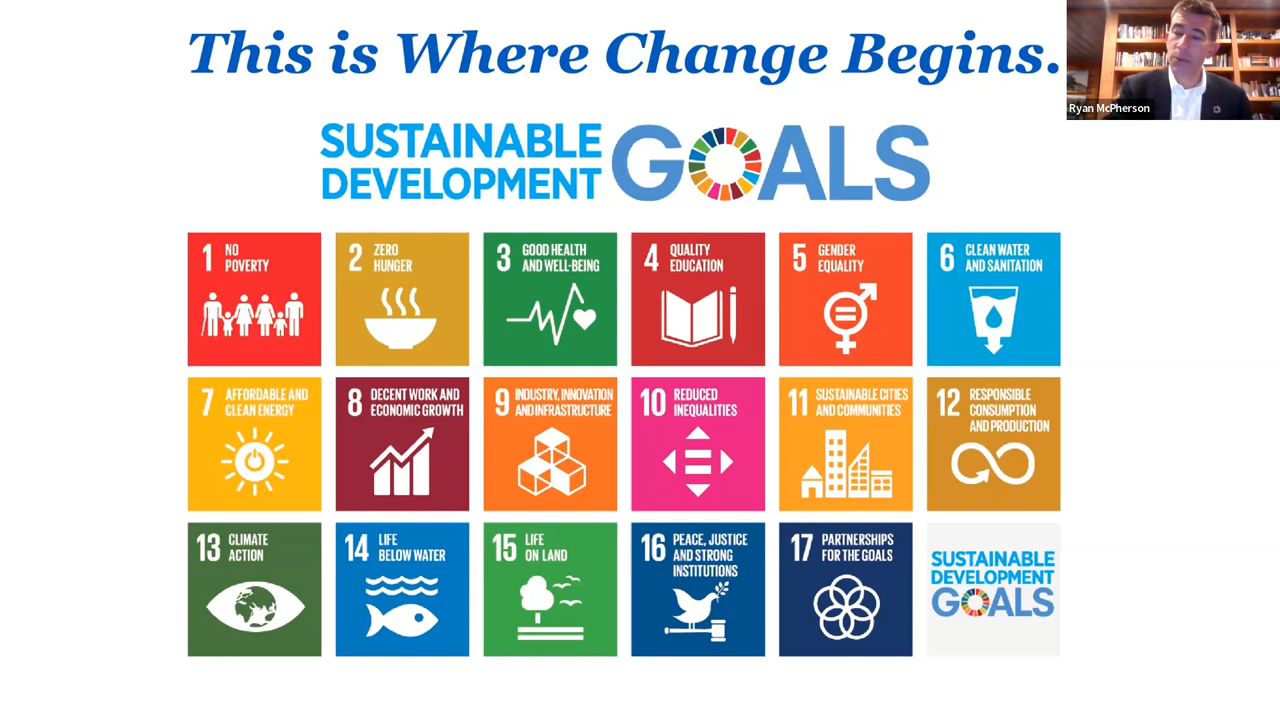 This is Where Change Begins.
Ryan McPherson
SUSTAINABLE
DEVELOPMENT
GOALS
1 NO
POVERTY
2 ZERO
HUNGER
3 GOOD HEALTH
AND WELL-BEING
4 QUALITY
EDUCATION
5 GENDER
EQUALITY
6 CLEAN WATER
AND SANITATION
7 AFFORDABLE AND
CLEAN ENERGY
8 DECENT WORK AND
ECONOMIC GROWTH
9 INDUSTRY, INNOVATION
AND INFRASTRUCTURE
10 REDUCED
INEQUALITIES
11 SUSTAINABLE CITIES
AND COMMUNITIES
12 RESPONSIBLE
CONSUMPTION
AND PRODUCTION
13 CLIMATE
ACTION
14 LIFE
BELOW WATER
15 LIFE
ON LAND
16 PEACE, JUSTICE
AND STRONG
INSTITUTIONS
17 PARTNERSHIPS
FOR THE GOALS
SUSTAINABLE
DEVELOPMENT
GOALS